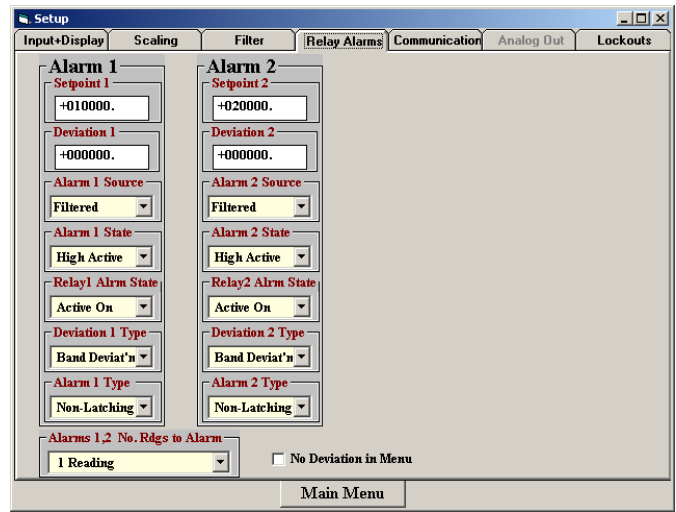 Setup
Input+Display Scaling Filter Relay Alarms Communication Analog Out Lockouts
Alarm 1 Alarm 2
Setpoint 1 Setpoint 2
+010000. +020000.
Deviation 1 Deviation 2
+000000. +000000.
Alarm 1 Source Alarm 2 Source
Filtered Filtered
Alarm 1 State Alarm 2 State
High Active High Active
Relay1 Alrm State Relay2 Alrm State
Active On Active On
Deviation 1 Type Deviation 2 Type
Band Deviat'n Band Deviat'n
Alarm 1 Type Alarm 2 Type
Non-Latching Non-Latching
Alarms 1,2 No. Rdgs to Alarm
1 Reading No Deviation in Menu
Main Menu